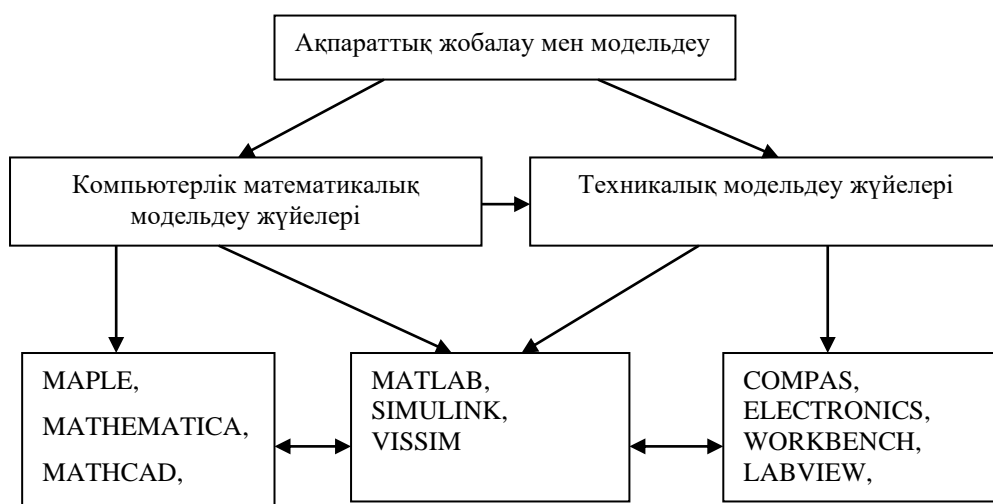 Ақпараттық жобалау мен модельдеу
Компьютерлік математикалық
модельдеу жүйелері
Техникалық модельдеу жүйелері
MAPLE,
MATHEMATICA,
MATHCAD,
MATLAB,
SIMULINK,
VISSIM
COMPAS,
ELECTRONICS,
WORKBENCH,
LABVIEW,